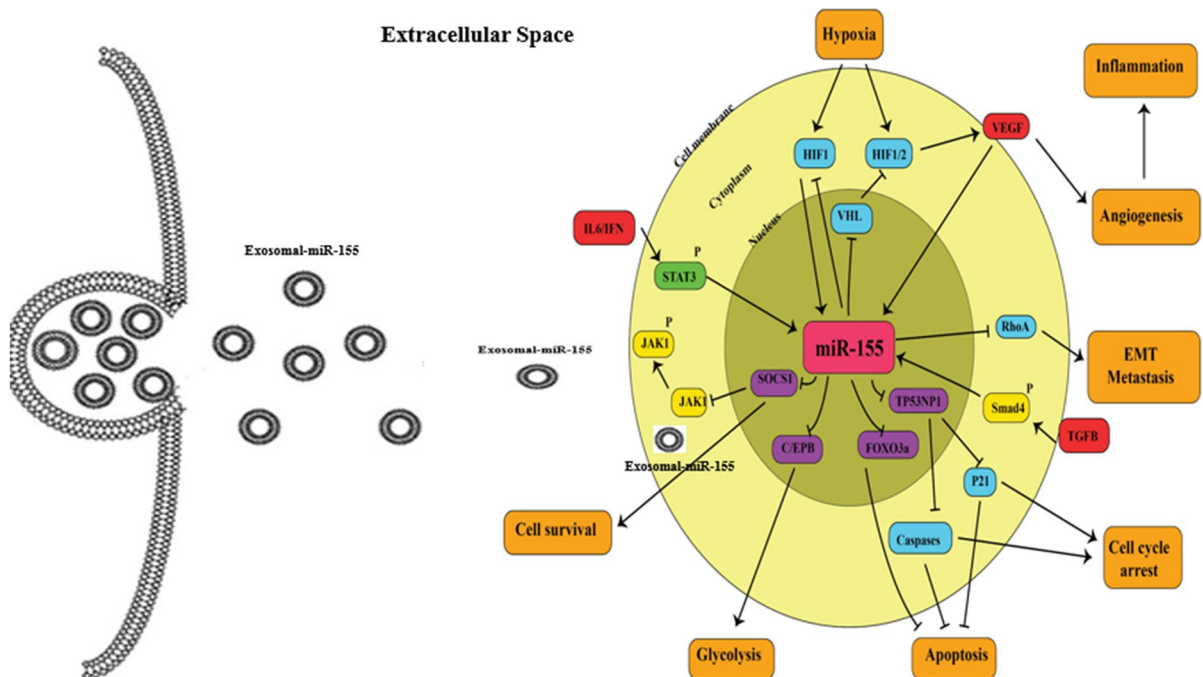 Extracellular Space
Hypoxia
Inflammation
Cell membrane
Cytoplasm
Nucleus
HIF1
HIF1/2
VEGF
VHL
Angiogenesis
IL6/IFN
P
STAT3
Exosomal-miR-155
Exosomal-miR-155
P
JAK1
JAK1
miR-155
RhoA
EMT
Metastasis
SOCS1
TP53NP1
P
Smad4
TGFB
C/EPB
FOXO3a
P21
Exosomal-miR-155
Cell survival
Caspases
Cell cycle
arrest
Glycolysis
Apoptosis